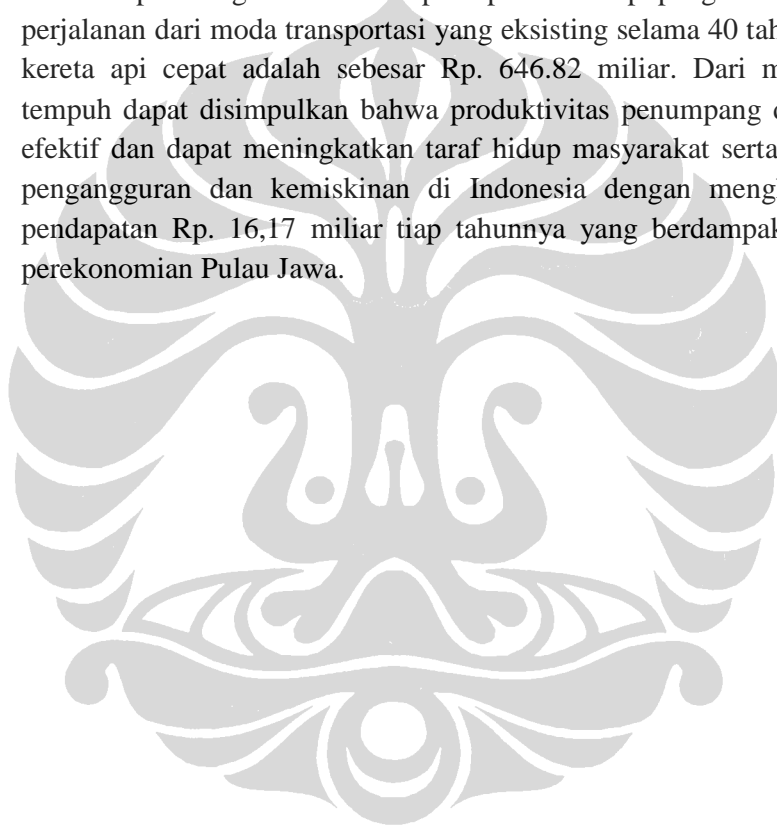 perjalanan dari moda transportasi yang eksisting selama 40 tah
kereta api cepat adalah sebesar Rp. 646.82 miliar. Dari m
tempuh dapat disimpulkan bahwa produktivitas penumpang
efektif dan dapat meningkatkan taraf hidup masyarakat serta
pengangguran dan kemiskinan di Indonesia dengan meng
pendapatan Rp. 16,17 miliar tiap tahunnya yang berdampak
perekonomian Pulau Jawa.